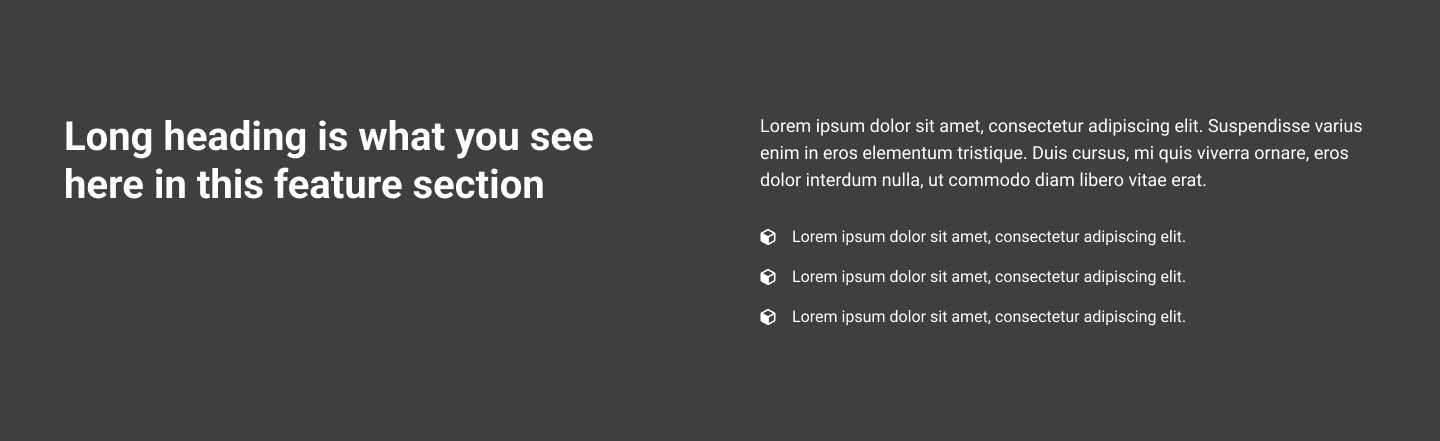 Long heading is what you see
here in this feature section
Lorem ipsum dolor sit amet, consectetur adipiscing elit. Suspendisse varius
enim in eros elementum tristique. Duis cursus, mi quis viverra ornare, eros
dolor interdum nulla, ut commodo diam libero vitae erat.
Lorem ipsum dolor sit amet, consectetur adipiscing elit.
Lorem ipsum dolor sit amet, consectetur adipiscing elit.
Lorem ipsum dolor sit amet, consectetur adipiscing elit.